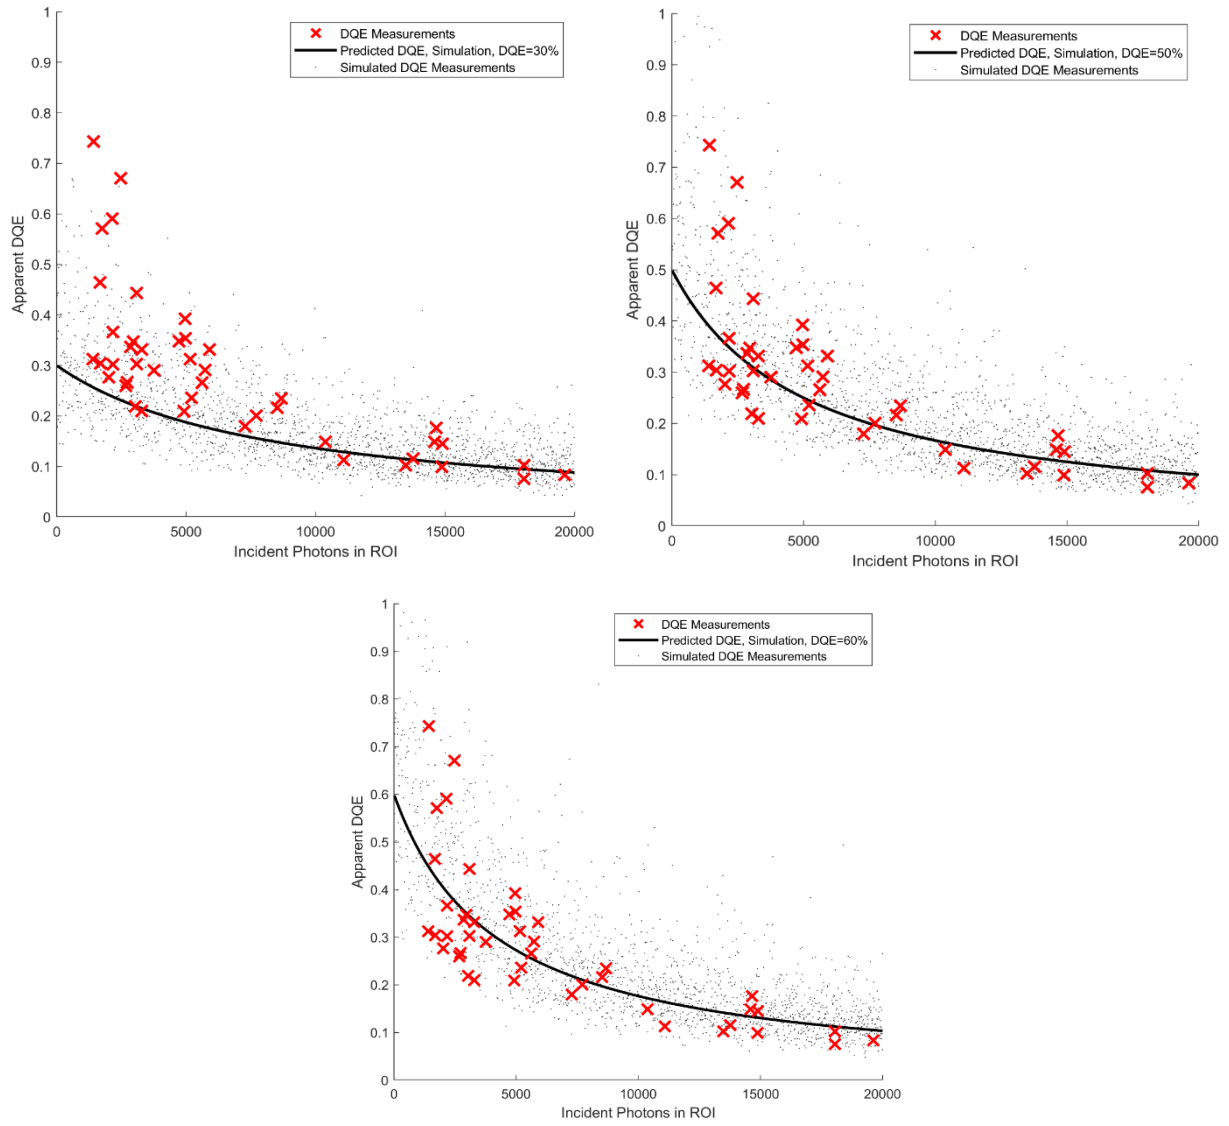 DQE Measurements
Predicted DQE, Simulation, DQE=30%
Simulated DQE Measurements
Apparent DQE
1
0.9
0.8
0.7
0.6
0.5
0.4
0.3
0.2
0.1
0
0 5000 10000 15000 20000
Incident Photons in ROI
DQE Measurements
Predicted DQE, Simulation, DQE=50%
Simulated DQE Measurements
Apparent DQE
1
0.9
0.8
0.7
0.6
0.5
0.4
0.3
0.2
0.1
0
0 5000 10000 15000 20000
Incident Photons in ROI
DQE Measurements
Predicted DQE, Simulation, DQE=60%
Simulated DQE Measurements
Apparent DQE
1
0.9
0.8
0.7
0.6
0.5
0.4
0.3
0.2
0.1
0
0 5000 10000 15000 20000
Incident Photons in ROI